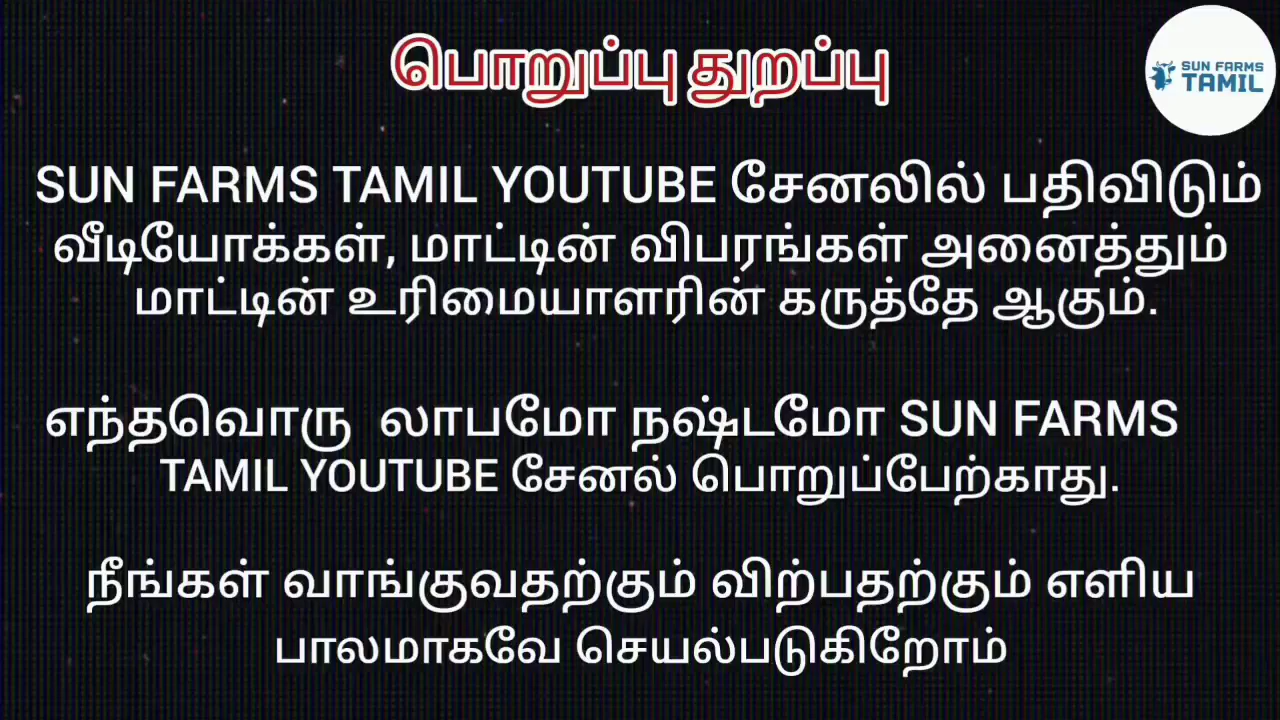 பொறுப்பு துறப்பு
SUN FARMS
TAMIL
SUN FARMS TAMIL YOUTUBE சேனலில் பதிவிடும்
வீடியோக்கள், மாட்டின் விபரங்கள் அனைத்தும்
மாட்டின் உரிமையாளரின் கருத்தே ஆகும்.
எந்தவொரு லாபமோ நஷ்டமோ SUN FARMS
TAMIL YOUTUBE சேனல் பொறுப்பேற்காது.
நீங்கள் வாங்குவதற்கும் விற்பதற்கும் எளிய
பாலமாகவே செயல்படுகிறோம்